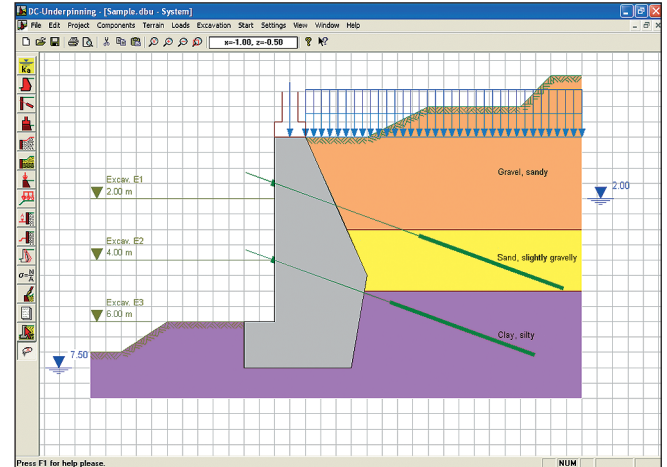 DC-Underpinning - [Sample.dbu - System]
File Edit Project Components Terrain Loads Excavation Start Settings View Window Help
x=-1.00, z=-0.50
Ka
Gravel, sandy
Excav. E1
2.00 m
2.00
Excav. E2
4.00 m
Sand, slightly gravelly
σ=N/A
Excav. E3
6.00 m
Clay, silty
7.50
Press F1 for help please.
NUM